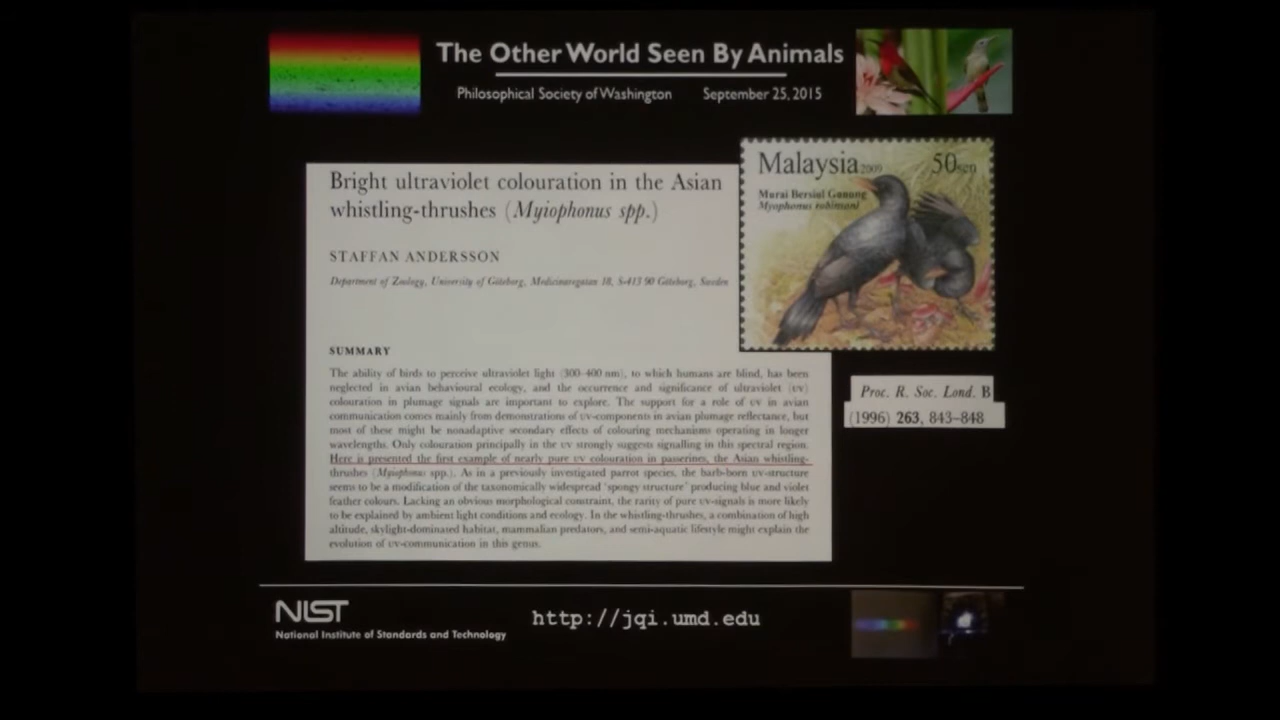 The Other World Seen By Animals
Philosophical Society of Washington September 25, 2015
Malaysia 2009 50 sen
Murai Bersiul Gunung
Myophonus robinsoni
Bright ultraviolet colouration in the Asian
whistling-thrushes (Myiophonus spp.)
STAFFAN ANDERSSON
Department of Zoology, University of Göteborg, Medicinaregatan 18, S-413 90 Göteborg, Sweden
SUMMARY
The ability of birds to perceive ultraviolet light (300–400 nm), to which humans are blind, has been
neglected in avian behavioural ecology, and the occurrence and significance of ultraviolet (UV)
colouration in plumage signals are important to explore. The support for a role of UV in avian
communication comes mainly from demonstrations of UV-components in avian plumage reflectance, but
most of these might be nonadaptive secondary effects of colouring mechanisms operating in longer
wavelengths. Only colouration principally in the UV strongly suggests signalling in this spectral region.
Here is presented the first example of nearly pure UV colouration in passerines, the Asian whistling-
thrushes (Myiophonus spp.). As in a previously investigated parrot species, the barb-born UV-structure
seems to be a modification of the taxonomically widespread 'spongy structure' producing blue and violet
feather colours. Lacking an obvious morphological constraint, the rarity of pure UV-signals is more likely
to be explained by ambient light conditions and ecology. In the whistling-thrushes, a combination of high
altitude, skylight-dominated habitat, mammalian predators, and semi-aquatic lifestyle might explain the
evolution of UV-communication in this genus.
Proc. R. Soc. Lond. B
(1996) 263, 843–848
NIST
National Institute of Standards and Technology
http://jqi.umd.edu